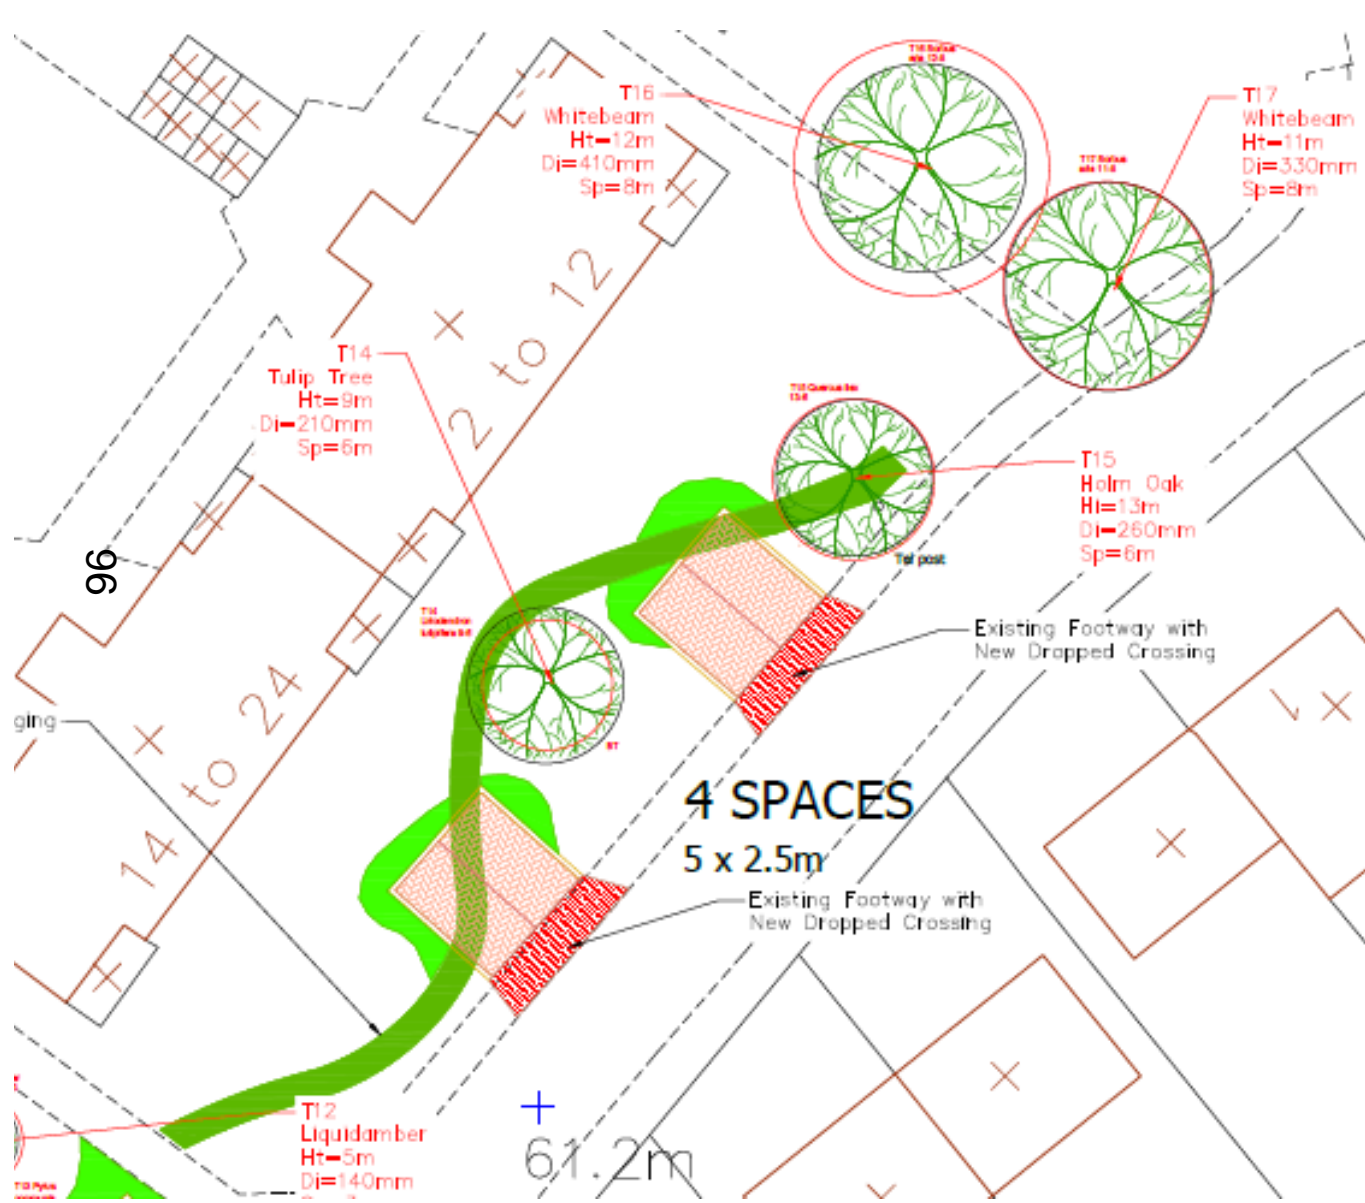 T16
Whitebeam
Ht=12m
Di=410mm
Sp=8m
T17
Whitebeam
Ht=11m
Di=330mm
Sp=8m
2 to 12
T14
Tulip Tree
Ht=9m
Di=210mm
Sp=6m
T15
Holm Oak
Ht=13m
Di=260mm
Sp=6m
Tel post
96
Existing Footway with
New Dropped Crossing
ging
14 to 24
BT
4 SPACES
5 x 2.5m
Existing Footway with
New Dropped Crossing
T12
Liquidamber
Ht=5m
Di=140mm
61.2m